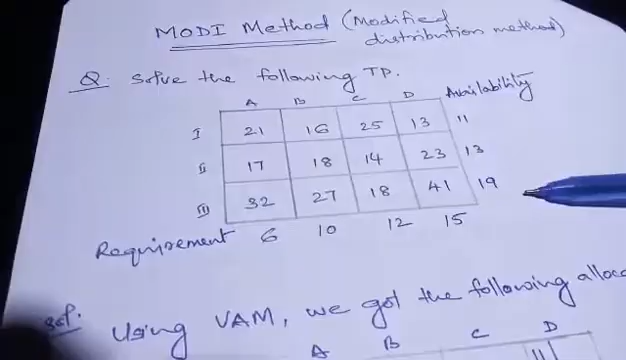 MODI Method (Modified
distribution method)
Q. Solve the following TP.
A B C D Availability
I 21 16 25 13 11
II 17 18 14 23 13
III 32 27 18 41 19
Requirement 6 10 12 15
Sol.
Using VAM, we got the following
A B C D
11